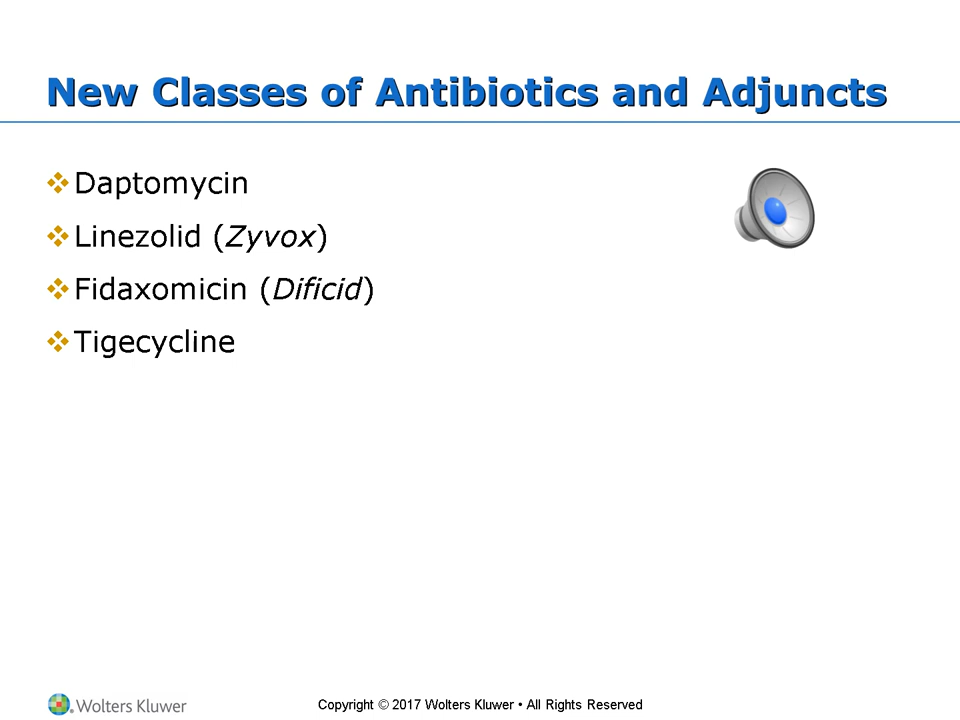 New Classes of Antibiotics and Adjuncts
Daptomycin
Linezolid (Zyvox)
Fidaxomicin (Dificid)
Tigecycline
Wolters Kluwer
Copyright © 2017 Wolters Kluwer • All Rights Reserved